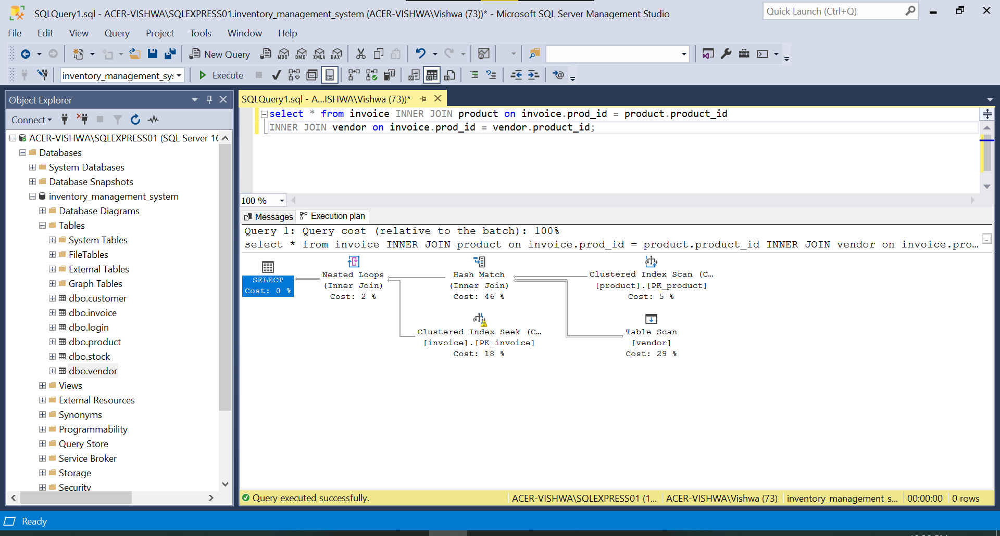 SQLQuery1.sql - ACER-VISHWA\SQLEXPRESS01.inventory_management_system (ACER-VISHWA\Vishwa (73))* - Microsoft SQL Server Management Studio
Quick Launch (Ctrl+Q)
File Edit View Query Project Tools Window Help
New Query MDX DMX XMLA DAX
inventory_management_sys Execute
Object Explorer
Connect
ACER-VISHWA\SQLEXPRESS01 (SQL Server 16
Databases
System Databases
Database Snapshots
inventory_management_system
Database Diagrams
Tables
System Tables
FileTables
External Tables
Graph Tables
dbo.customer
dbo.invoice
dbo.login
dbo.product
dbo.stock
dbo.vendor
Views
External Resources
Synonyms
Programmability
Query Store
Service Broker
Storage
Security
SQLQuery1.sql - A...ISHWA\Vishwa (73))*
select * from invoice INNER JOIN product on invoice.prod_id = product.product_id
INNER JOIN vendor on invoice.prod_id = vendor.product_id;
100 %
Messages Execution plan
Query 1: Query cost (relative to the batch): 100%
select * from invoice INNER JOIN product on invoice.prod_id = product.product_id INNER JOIN vendor on invoice.pro...
SELECT
Cost: 0 %
Nested Loops
(Inner Join)
Cost: 2 %
Hash Match
(Inner Join)
Cost: 46 %
Clustered Index Scan (C...
[product].[PK_product]
Cost: 5 %
Clustered Index Seek (C...
[invoice].[PK_invoice]
Cost: 18 %
Table Scan
[vendor]
Cost: 29 %
Query executed successfully.
ACER-VISHWA\SQLEXPRESS01 (1... ACER-VISHWA\Vishwa (73) inventory_management_s... 00:00:00 0 rows
Ready